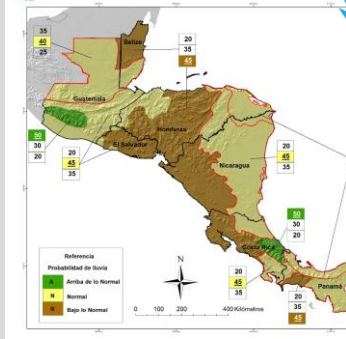 35
40
25
Belize
20
35
45
Guatemala
50
30
20
Honduras
El Salvador
20
45
35
Nicaragua
20
45
35
50
30
20
Costa Rica
Referencia
Probabilidad de lluvia
A Arriba de lo Normal
N Normal
B Bajo lo Normal
N
0 100 200 400 Kilómetros
20
45
35
Panamá
20
35
45